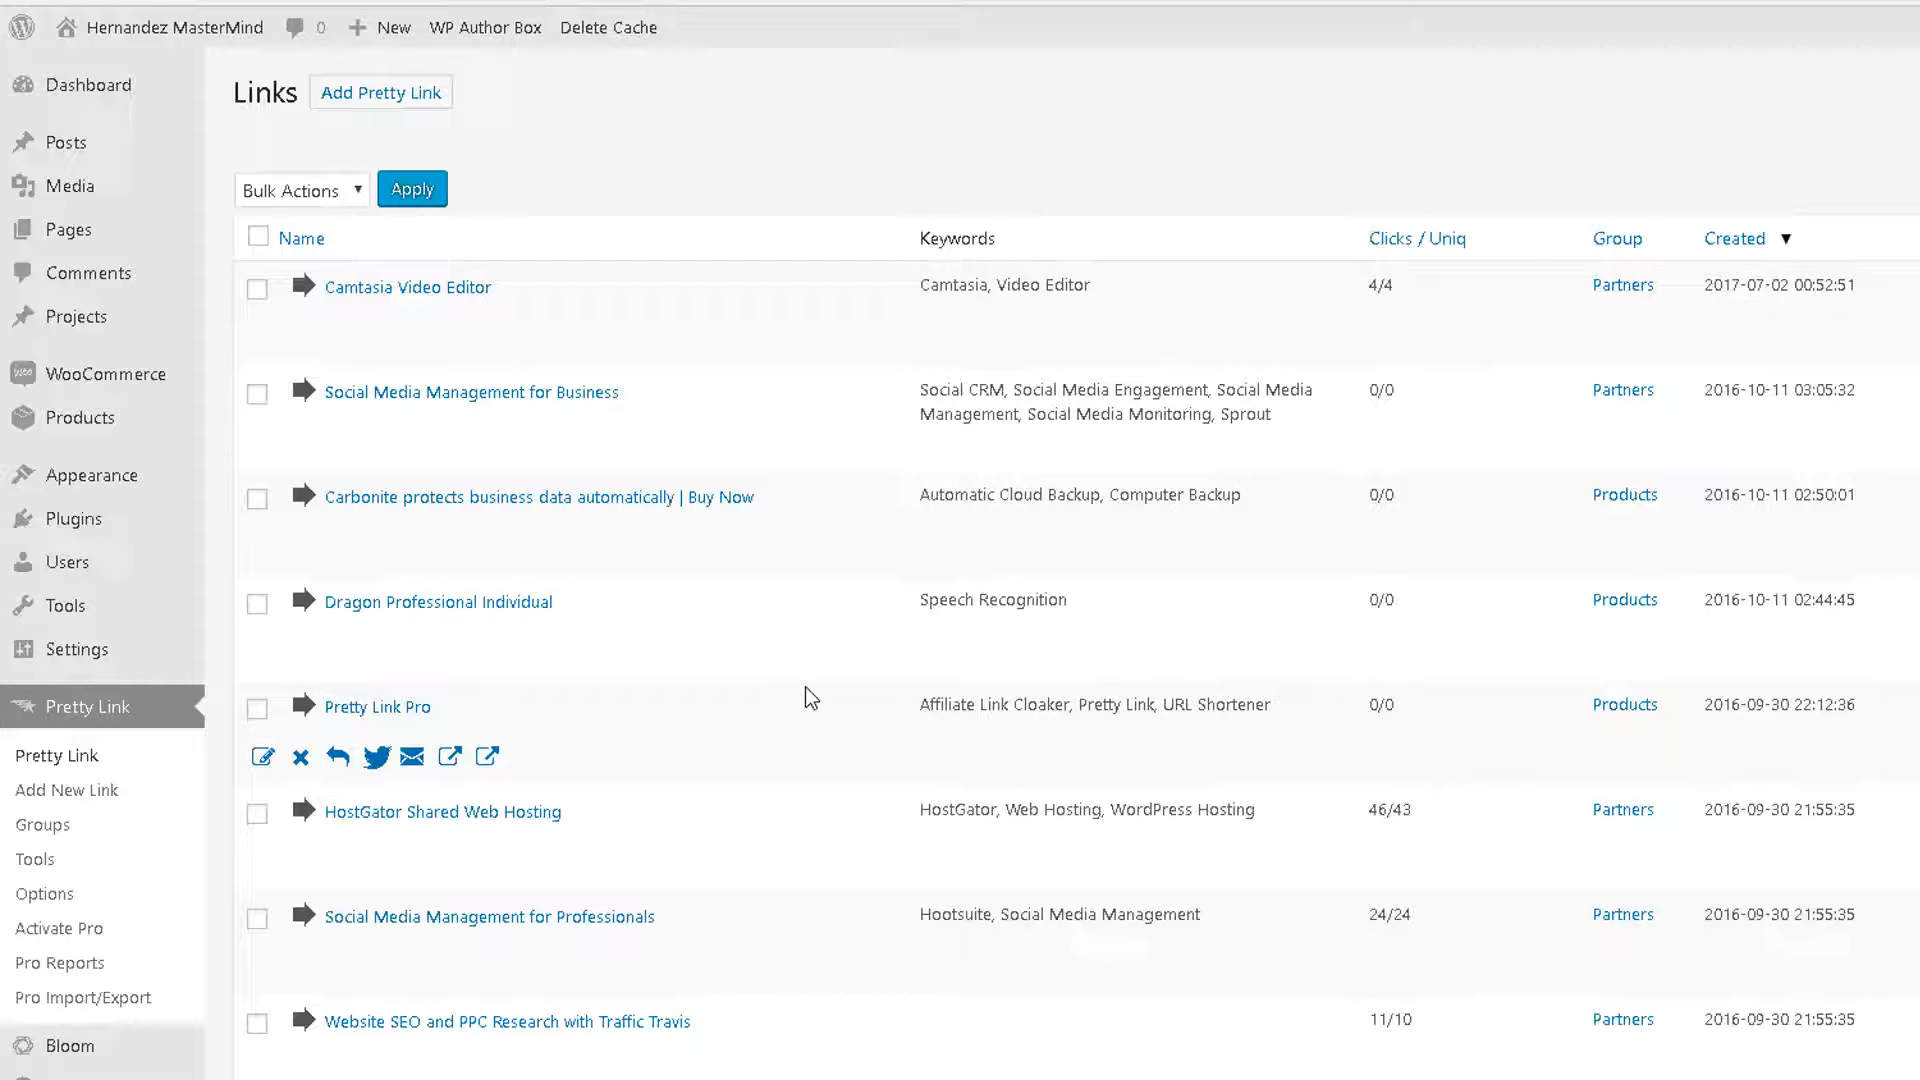 Hernandez MasterMind 0 New WP Author Box Delete Cache
Dashboard
Posts
Media
Pages
Comments
Projects
WooCommerce
Products
Appearance
Plugins
Users
Tools
Settings
Pretty Link
Pretty Link
Add New Link
Groups
Tools
Options
Activate Pro
Pro Reports
Pro Import/Export
Bloom
Links Add Pretty Link
Bulk Actions Apply
Name Keywords Clicks / Uniq Group Created
Camtasia Video Editor Camtasia, Video Editor 4/4 Partners 2017-07-02 00:52:51
Social Media Management for Business Social CRM, Social Media Engagement, Social Media 0/0 Partners 2016-10-11 03:05:32
Management, Social Media Monitoring, Sprout
Carbonite protects business data automatically | Buy Now Automatic Cloud Backup, Computer Backup 0/0 Products 2016-10-11 02:50:01
Dragon Professional Individual Speech Recognition 0/0 Products 2016-10-11 02:44:45
Pretty Link Pro Affiliate Link Cloaker, Pretty Link, URL Shortener 0/0 Products 2016-09-30 22:12:36
HostGator Shared Web Hosting HostGator, Web Hosting, WordPress Hosting 46/43 Partners 2016-09-30 21:55:35
Social Media Management for Professionals Hootsuite, Social Media Management 24/24 Partners 2016-09-30 21:55:35
Website SEO and PPC Research with Traffic Travis 11/10 Partners 2016-09-30 21:55:35